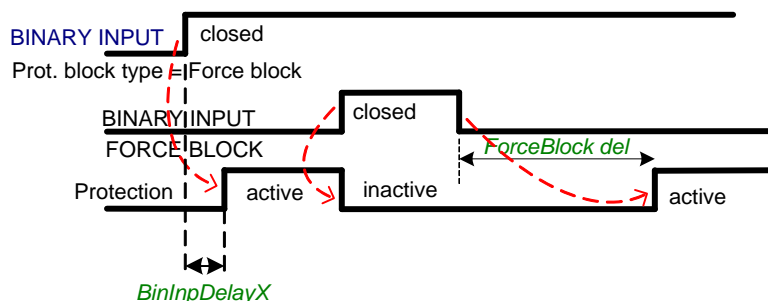 BINARY INPUT closed
Prot. block type = Force block
BINARY INPUT closed
FORCE BLOCK ForceBlock del
Protection active inactive active
BinInpDelayX